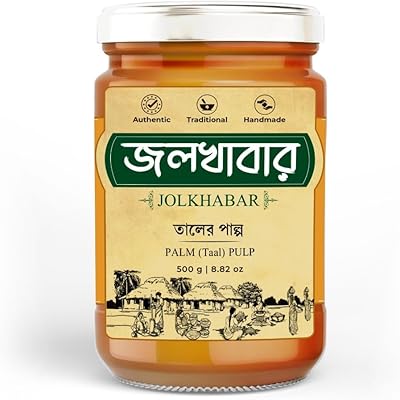 Authentic Traditional Handmade
জলখাবার
JOLKHABAR
তালের পাল্প
PALM (Taal) PULP
500 g | 8.82 oz